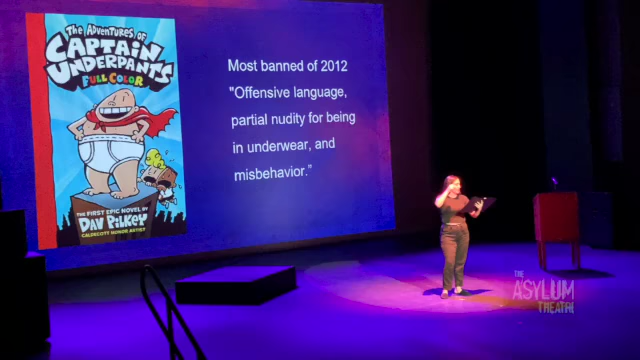 THE ADVENTURES OF
CAPTAIN
UNDERPANTS
FULL COLOR
THE FIRST EPIC NOVEL BY
DAV PILKEY
CALDECOTT HONOR ARTIST
Most banned of 2012
"Offensive language,
partial nudity for being
in underwear, and
misbehavior."
THE
ASYLUM
THEATRE